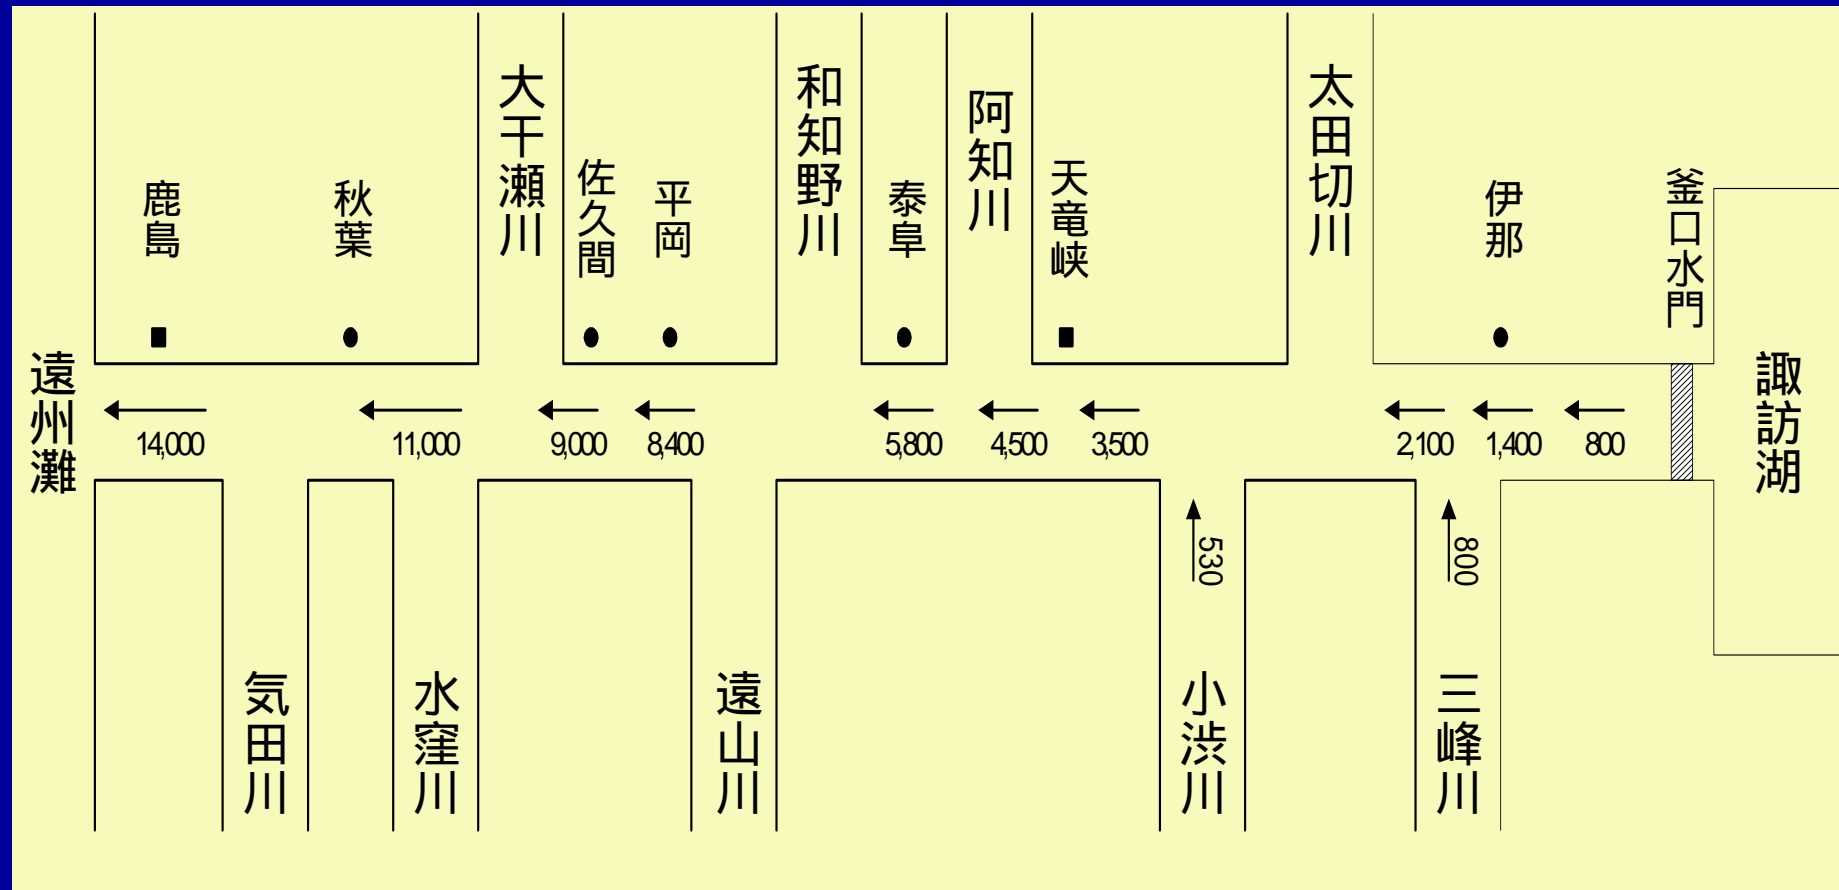 大干瀬川
和知野川
阿知川
太田切川
鹿島
秋葉
佐久間
平岡
泰阜
天竜峡
伊那
釜口水門
遠州灘
諏訪湖
14,000
11,000
9,000
8,400
5,800
4,500
3,500
2,100
1,400
800
530
800
気田川
水窪川
遠山川
小渋川
三峰川